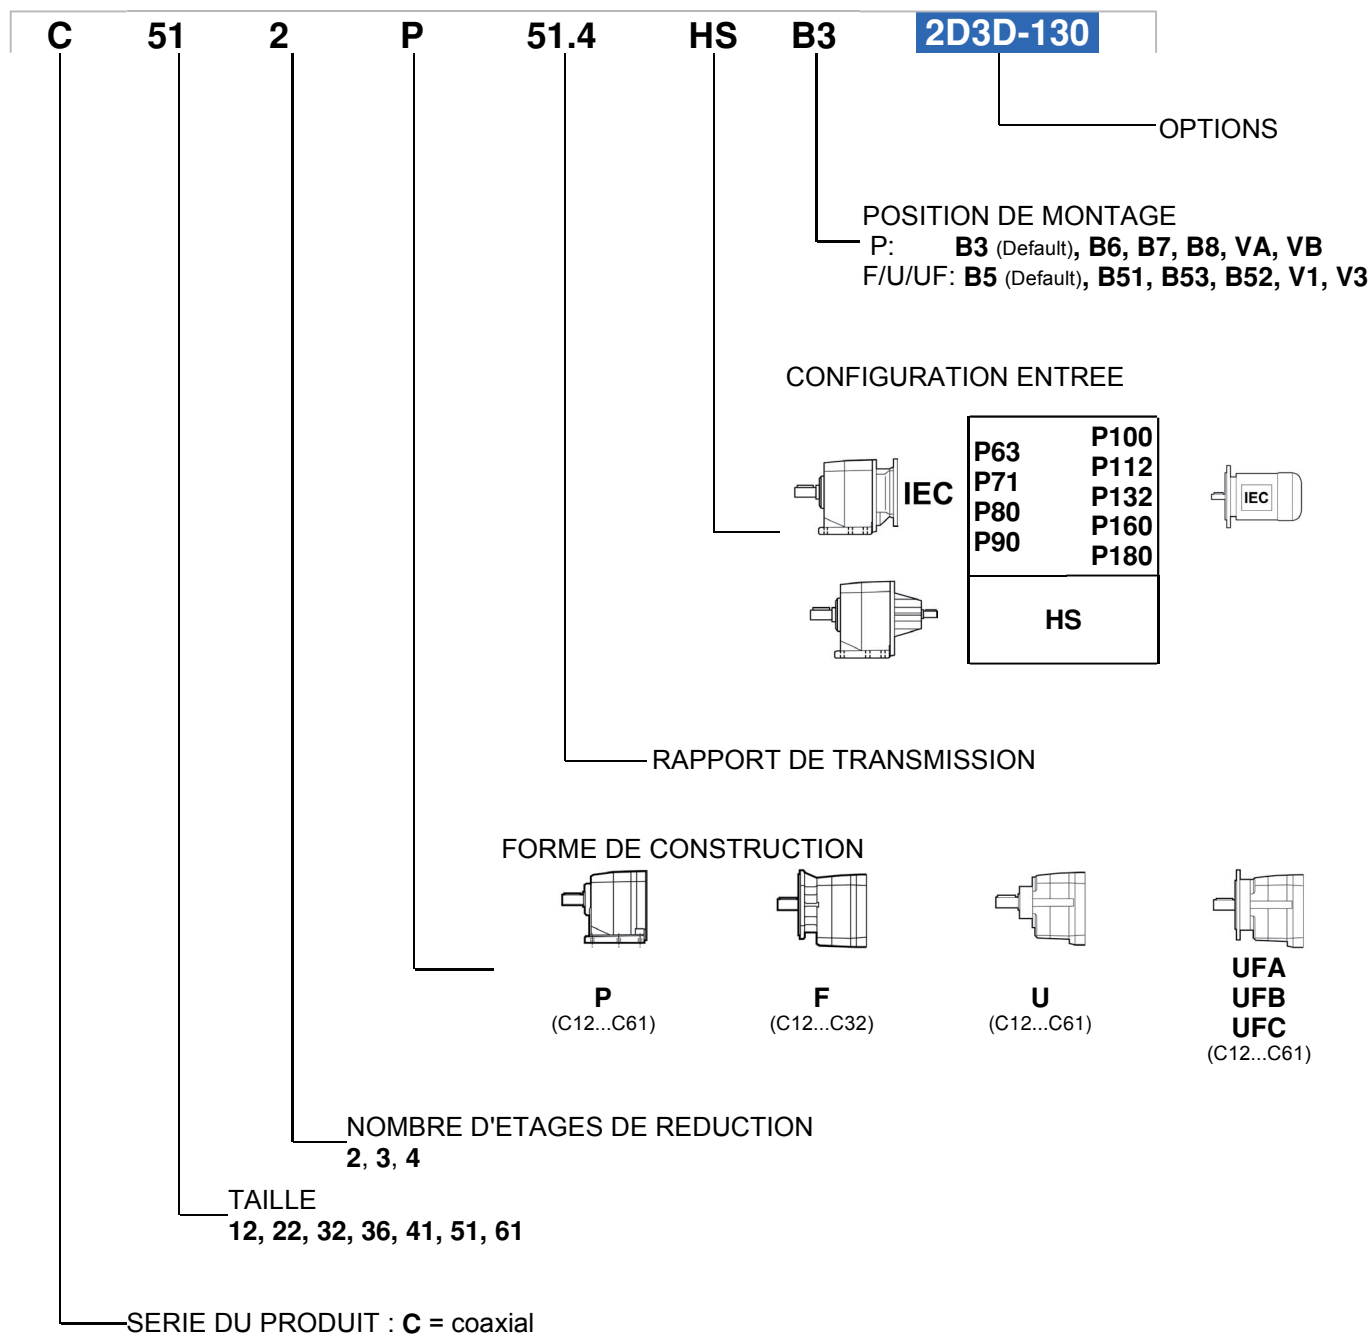 C 51 2 P 51.4 HS B3 2D3D-130
OPTIONS
POSITION DE MONTAGE
P: B3 (Default), B6, B7, B8, VA, VB
F/U/UF: B5 (Default), B51, B53, B52, V1, V3
CONFIGURATION ENTREE
IEC
P63
P71
P80
P90
P100
P112
P132
P160
P180
IEC
HS
RAPPORT DE TRANSMISSION
FORME DE CONSTRUCTION
P
(C12...C61)
F
(C12...C32)
U
(C12...C61)
UFA
UFB
UFC
(C12...C61)
NOMBRE D'ETAGES DE REDUCTION
2, 3, 4
TAILLE
12, 22, 32, 36, 41, 51, 61
SERIE DU PRODUIT : C = coaxial